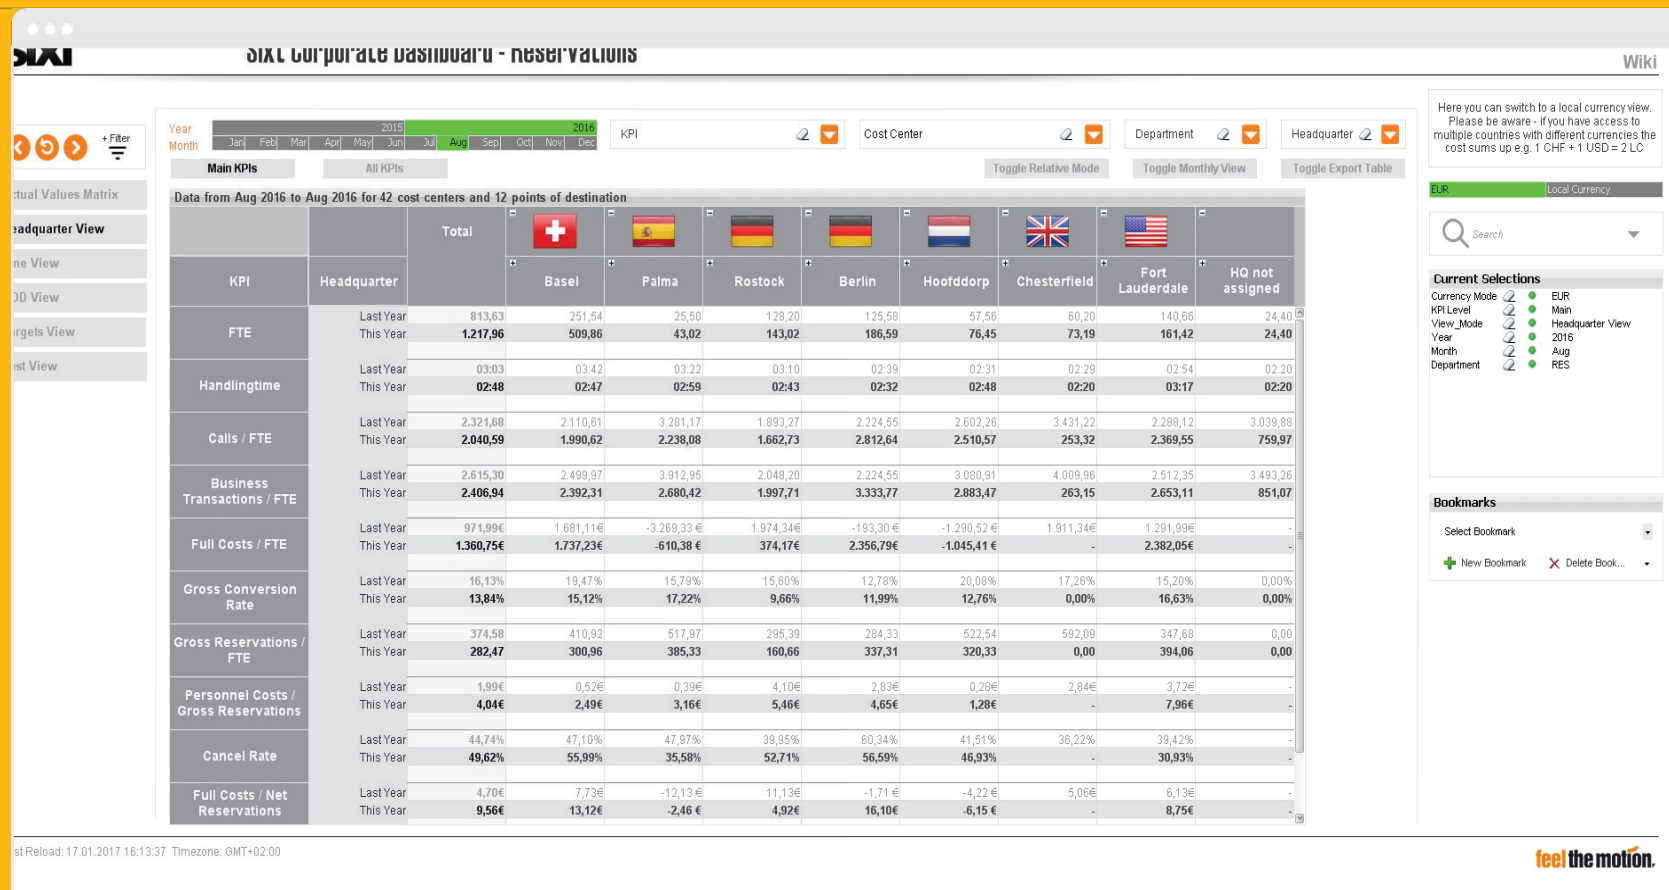 SIXT
Sixt Corporate Dashboard - Reservations
Wiki
Here you can switch to a local currency view.
Please be aware - if you have access to
multiple countries with different currencies the
cost sums up e.g. 1 CHF + 1 USD = 2 LC
+ Filter
Year 2015 2016
Month Jan Feb Mar Apr May Jun Jul Aug Sep Oct Nov Dec
KPI Cost Center Department Headquarter
Main KPIs All KPIs Toggle Relative Mode Toggle Monthly View Toggle Export Table
ctual Values Matrix
eadquarter View
ne View
OD View
argets View
est View
EUR Local Currency
Search
Data from Aug 2016 to Aug 2016 for 42 cost centers and 12 points of destination
Total
KPI Headquarter Basel Palma Rostock Berlin Hoofddorp Chesterfield Fort Lauderdale HQ not assigned
FTE
Last Year 813,63 251,54 25,50 128,20 125,58 57,56 60,20 140,66 24,40
This Year 1.217,96 509,86 43,02 143,02 186,59 76,45 73,19 161,42 24,40
Handlingtime
Last Year 03:03 03:42 03:22 03:10 02:39 02:31 02:29 02:54 02:20
This Year 02:48 02:47 02:59 02:43 02:32 02:48 02:20 03:17 02:20
Calls / FTE
Last Year 2.321,68 2.110,61 3.281,17 1.893,27 2.224,55 2.602,26 3.431,22 2.288,12 3.039,88
This Year 2.040,59 1.990,62 2.238,08 1.662,73 2.812,64 2.510,57 253,32 2.369,55 759,97
Business
Transactions / FTE
Last Year 2.615,30 2.499,97 3.912,95 2.048,20 2.224,55 3.080,91 4.009,96 2.512,35 3.493,26
This Year 2.406,94 2.392,31 2.680,42 1.997,71 3.333,77 2.883,47 263,15 2.653,11 851,07
Full Costs / FTE
Last Year 971,99€ 1.681,11€ -3.269,33 € 1.974,34€ -193,30 € -1.290,52 € 1.911,34€ 1.291,99€ -
This Year 1.360,75€ 1.737,23€ -610,38 € 374,17€ 2.356,79€ -1.045,41 € - 2.382,05€ -
Gross Conversion
Rate
Last Year 16,13% 19,47% 15,79% 15,60% 12,78% 20,08% 17,26% 15,20% 0,00%
This Year 13,84% 15,12% 17,22% 9,66% 11,99% 12,76% 0,00% 16,63% 0,00%
Gross Reservations /
FTE
Last Year 374,58 410,92 517,97 295,39 284,33 522,54 592,09 347,68 0,00
This Year 282,47 300,96 385,33 160,66 337,31 320,33 0,00 394,06 0,00
Personnel Costs /
Gross Reservations
Last Year 1,99€ 0,52€ 0,39€ 4,10€ 2,83€ 0,28€ 2,84€ 3,72€ -
This Year 4,04€ 2,49€ 3,16€ 5,46€ 4,65€ 1,28€ - 7,96€ -
Cancel Rate
Last Year 44,74% 47,10% 47,97% 39,95% 60,34% 41,51% 36,22% 39,42% -
This Year 49,62% 55,99% 35,58% 52,71% 56,59% 46,93% - 30,93% -
Full Costs / Net
Reservations
Last Year 4,70€ 7,73€ -12,13 € 11,13€ -1,71 € -4,22 € 5,06€ 6,13€ -
This Year 9,56€ 13,12€ -2,46 € 4,92€ 16,10€ -6,15 € - 8,75€ -
Current Selections
Currency Mode EUR
KPI Level Main
View_Mode Headquarter View
Year 2016
Month Aug
Department RES
Bookmarks
Select Bookmark
New Bookmark Delete Book...
st Reload: 17.01.2017 16:13:37 Timezone: GMT+02:00
feel the motion.